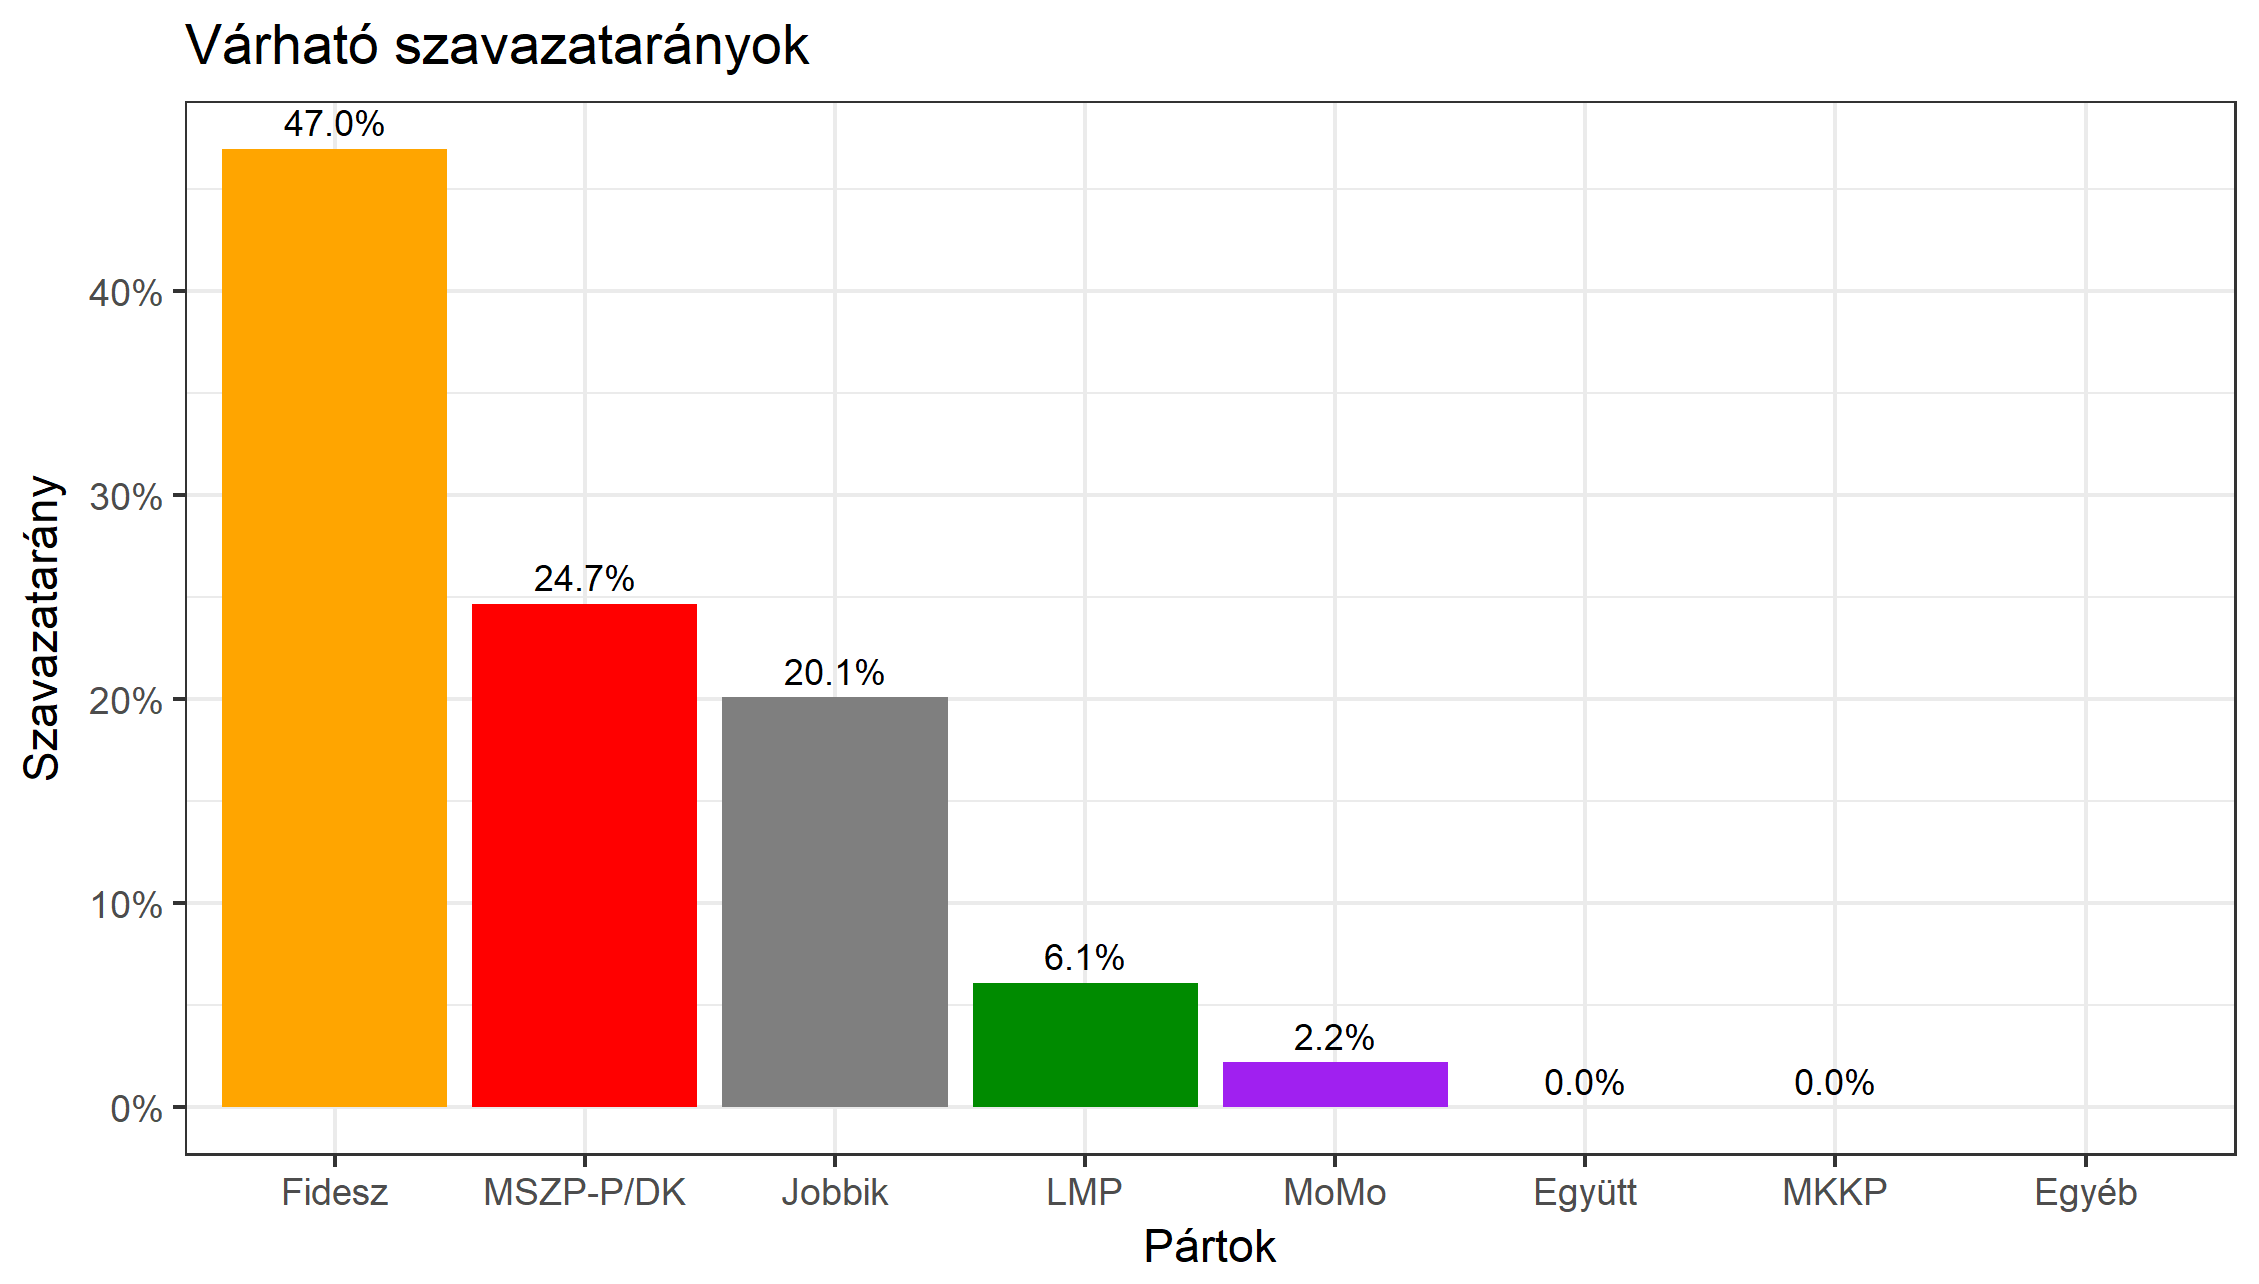 Várható szavazatarányok
47.0%
24.7%
20.1%
6.1%
2.2%
0.0%
0.0%
40%
30%
20%
10%
0%
Szavazatarány
Fidesz
MSZP-P/DK
Jobbik
LMP
MoMo
Együtt
MKKP
Egyéb
Pártok